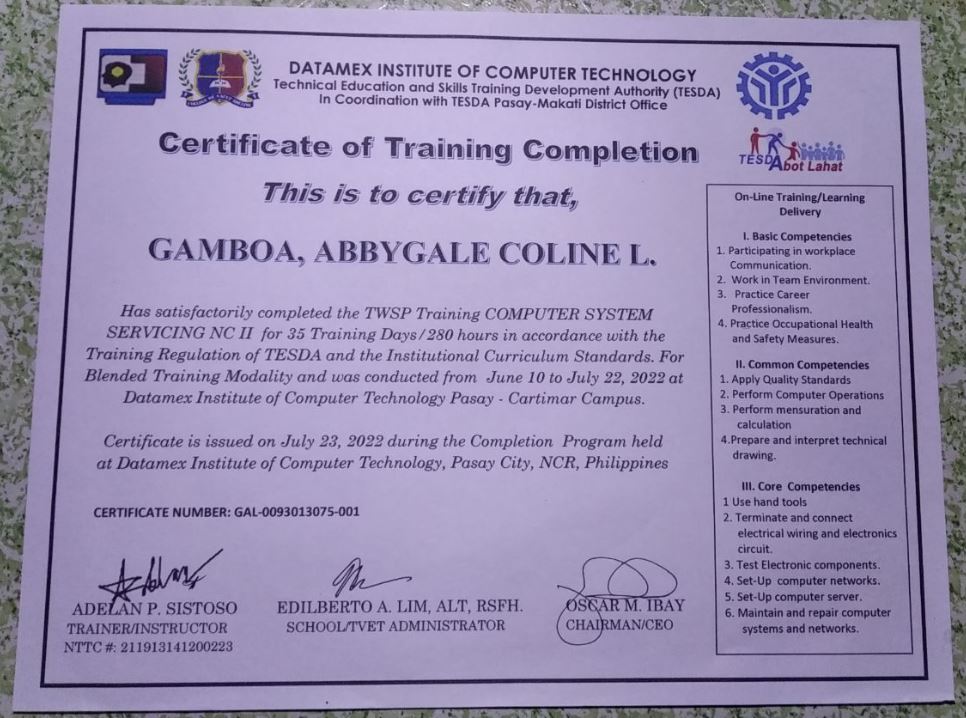 DATAMEX INSTITUTE OF COMPUTER TECHNOLOGY
Technical Education and Skills Training Development Authority (TESDA)
In Coordination with TESDA Pasay-Makati District Office
TESDA Abot Lahat
Certificate of Training Completion
This is to certify that,
GAMBOA, ABBYGALE COLINE L.
Has satisfactorily completed the TWSP Training COMPUTER SYSTEM
SERVICING NC II for 35 Training Days/280 hours in accordance with the
Training Regulation of TESDA and the Institutional Curriculum Standards. For
Blended Training Modality and was conducted from June 10 to July 22, 2022 at
Datamex Institute of Computer Technology Pasay - Cartimar Campus.
Certificate is issued on July 23, 2022 during the Completion Program held
at Datamex Institute of Computer Technology, Pasay City, NCR, Philippines
CERTIFICATE NUMBER: GAL-0093013075-001
ADELAN P. SISTOSO
TRAINER/INSTRUCTOR
NTTC #: 211913141200223
EDILBERTO A. LIM, ALT, RSFH.
SCHOOL/TVET ADMINISTRATOR
OSCAR M. IBAY
CHAIRMAN/CEO
On-Line Training/Learning
Delivery
I. Basic Competencies
1. Participating in workplace
Communication.
2. Work in Team Environment.
3. Practice Career
Professionalism.
4. Practice Occupational Health
and Safety Measures.
II. Common Competencies
1. Apply Quality Standards
2. Perform Computer Operations
3. Perform mensuration and
calculation
4.Prepare and interpret technical
drawing.
III. Core Competencies
1 Use hand tools
2. Terminate and connect
electrical wiring and electronics
circuit.
3. Test Electronic components.
4. Set-Up computer networks.
5. Set-Up computer server.
6. Maintain and repair computer
systems and networks.